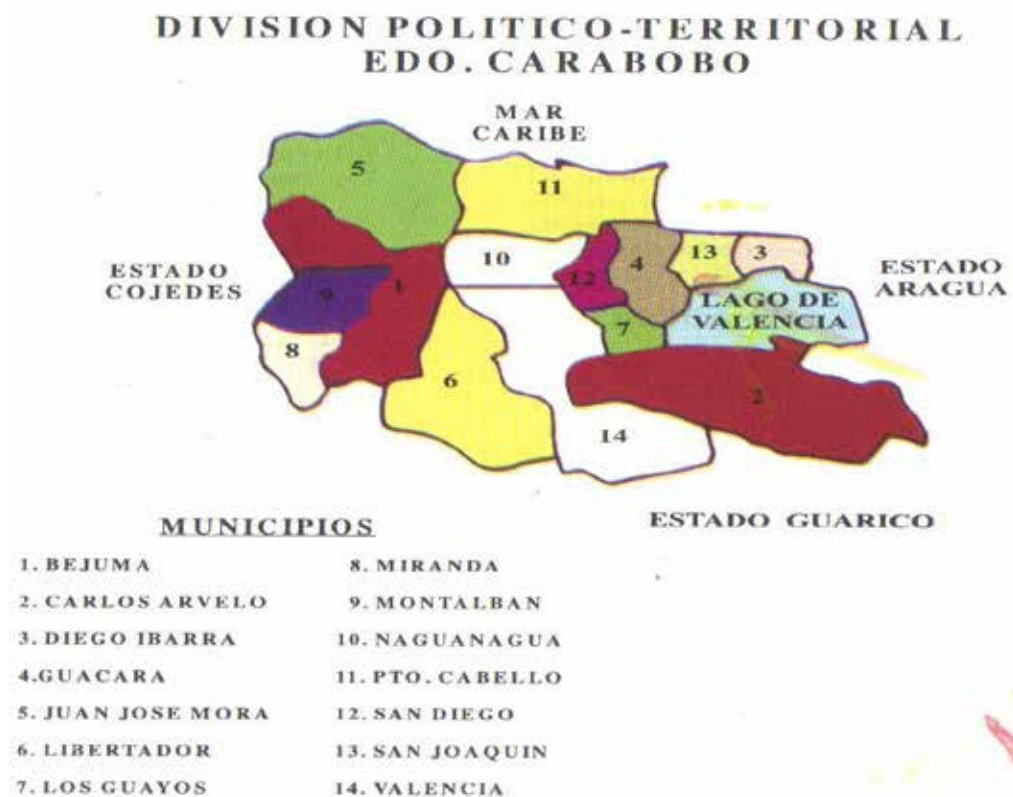 DIVISION POLITICO-TERRITORIAL
EDO. CARABOBO
MAR
CARIBE
5
11
10
12
4
13
3
ESTADO
COJEDES
9
1
ESTADO
ARAGUA
LAGO DE
VALENCIA
8
7
6
2
14
ESTADO GUARICO
MUNICIPIOS
1. BEJUMA
2. CARLOS ARVELO
3. DIEGO IBARRA
4.GUACARA
5. JUAN JOSE MORA
6. LIBERTADOR
7. LOS GUAYOS
8. MIRANDA
9. MONTALBAN
10. NAGUANAGUA
11. PTO. CABELLO
12. SAN DIEGO
13. SAN JOAQUIN
14. VALENCIA